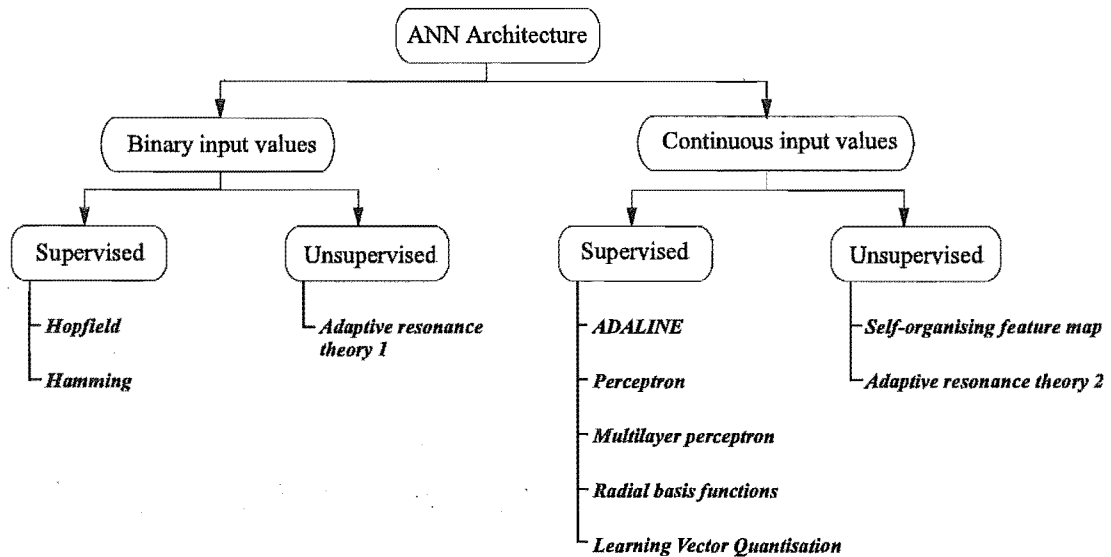 ANN Architecture
Binary input values
Continuous input values
Supervised
Unsupervised
Supervised
Unsupervised
Hopfield
Hamming
Adaptive resonance
theory 1
ADALINE
Perceptron
Multilayer perceptron
Radial basis functions
Learning Vector Quantisation
Self-organising feature map
Adaptive resonance theory 2